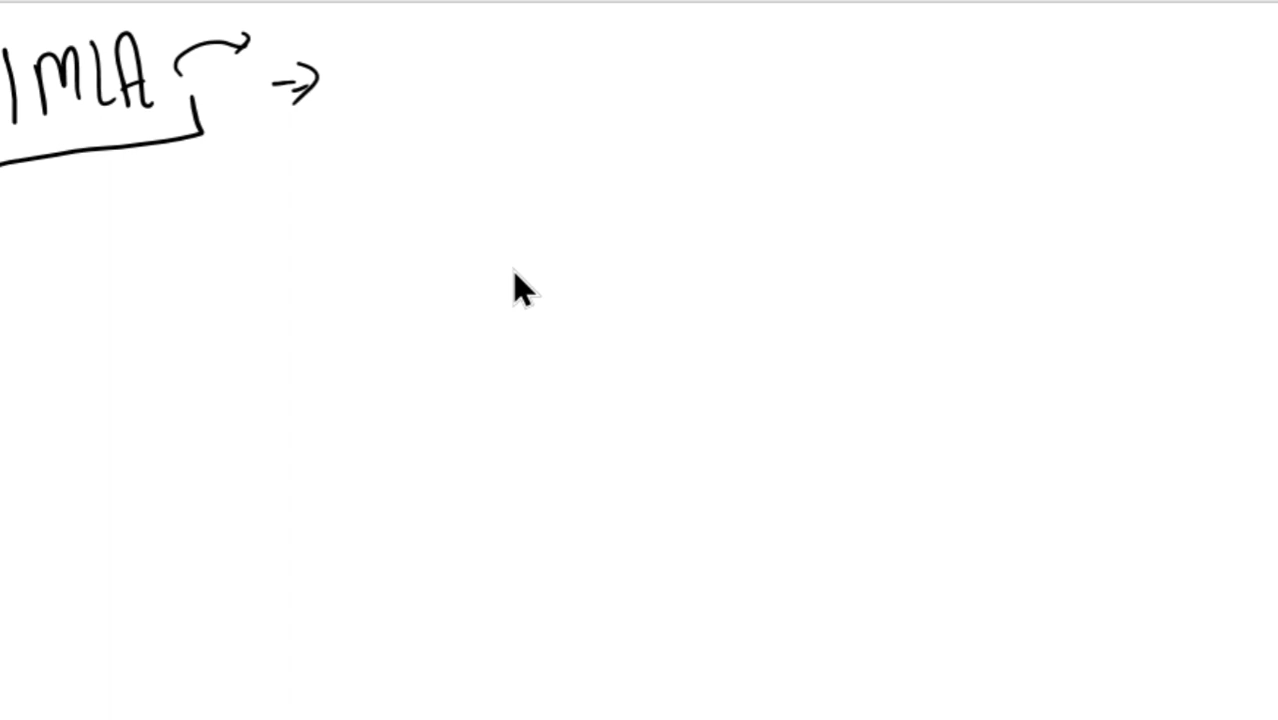 IMLA → →